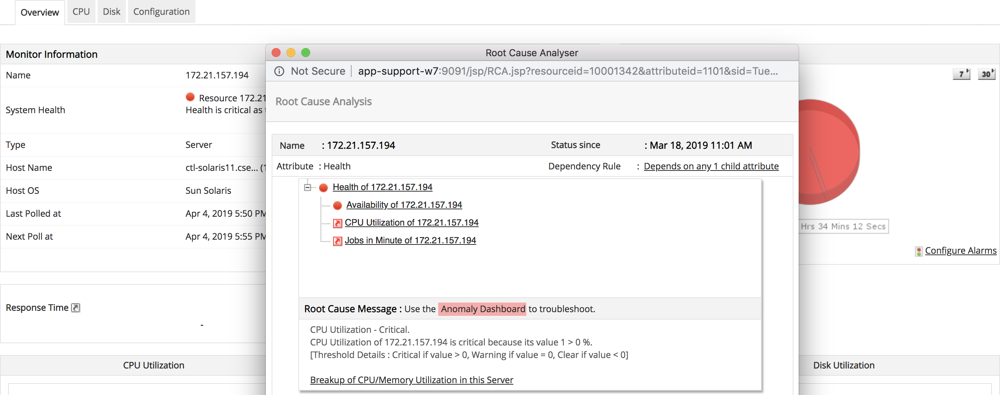 Overview CPU Disk Configuration
Monitor Information
Name 172.21.157.194
System Health Resource 172.21
Health is critical as
Type Server
Host Name ctl-solaris11.cse... (1
Host OS Sun Solaris
Last Polled at Apr 4, 2019 5:50 PM
Next Poll at Apr 4, 2019 5:55 PM
Response Time
-
CPU Utilization
Root Cause Analyser
Not Secure app-support-w7:9091/jsp/RCA.jsp?resourceid=10001342&attributeid=1101&sid=Tue...
Root Cause Analysis
Name : 172.21.157.194 Status since : Mar 18, 2019 11:01 AM
Attribute : Health Dependency Rule : Depends on any 1 child attribute
Health of 172.21.157.194
Availability of 172.21.157.194
CPU Utilization of 172.21.157.194
Jobs in Minute of 172.21.157.194
Root Cause Message : Use the Anomaly Dashboard to troubleshoot.
CPU Utilization - Critical.
CPU Utilization of 172.21.157.194 is critical because its value 1 > 0 %.
[Threshold Details : Critical if value > 0, Warning if value = 0, Clear if value < 0]
Breakup of CPU/Memory Utilization in this Server
7 30
Hrs 34 Mins 12 Secs
Configure Alarms
Disk Utilization